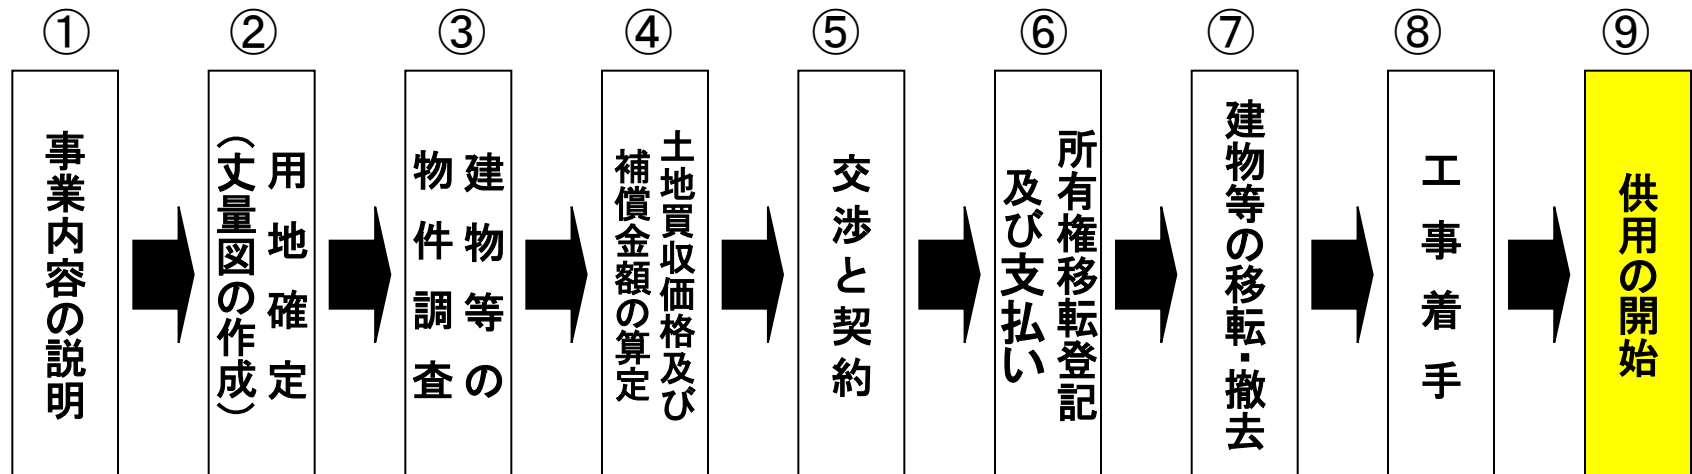 ①
事業内容の説明
②
用地確定
（丈量図の作成）
③
建物等の
物件調査
④
土地買収価格及び
補償金額の算定
⑤
交渉と契約
⑥
所有権移転登記
及び支払い
⑦
建物等の移転・撤去
⑧
工事着手
⑨
供用の開始